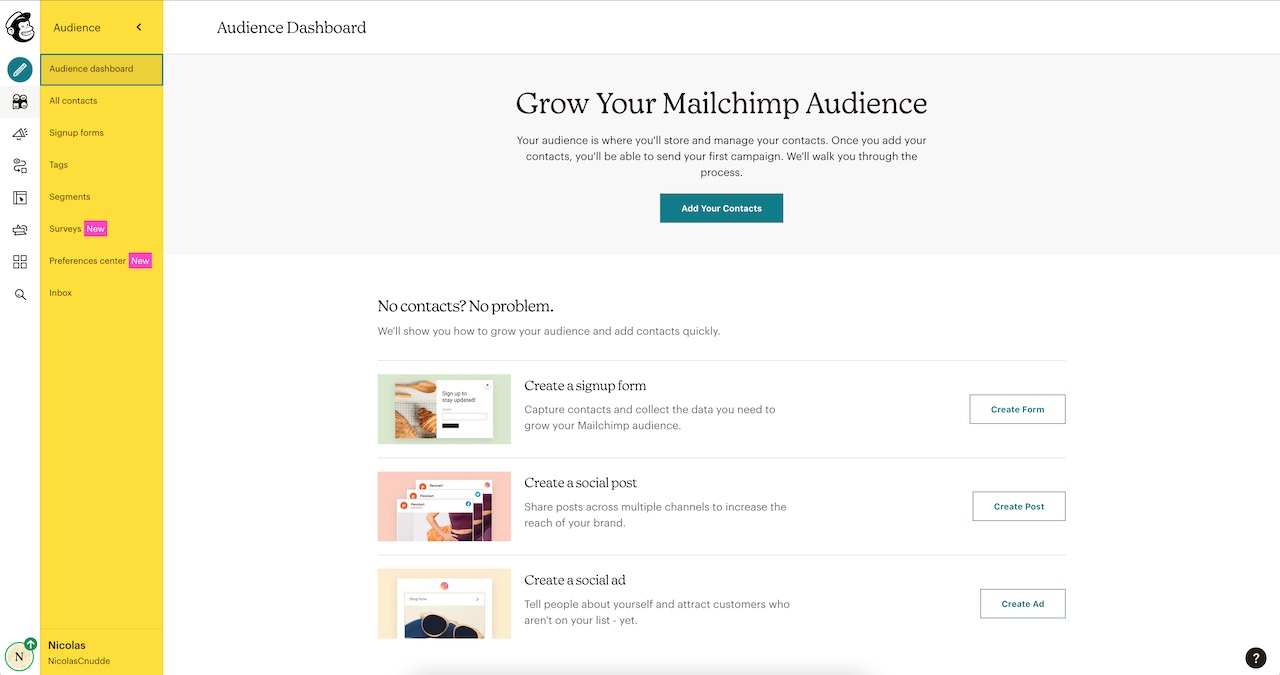 Audience
Audience dashboard
All contacts
Signup forms
Tags
Segments
Surveys New
Preferences center New
Inbox
N
Nicolas
NicolasCnudde
Audience Dashboard
Grow Your Mailchimp Audience
Your audience is where you'll store and manage your contacts. Once you add your
contacts, you'll be able to send your first campaign. We'll walk you through the
process.
Add Your Contacts
No contacts? No problem.
We'll show you how to grow your audience and add contacts quickly.
Sign up to
stay updated!
Create a signup form
Capture contacts and collect the data you need to
grow your Mailchimp audience.
Create Form
Create a social post
Share posts across multiple channels to increase the
reach of your brand.
Create Post
Shop Now
Create a social ad
Tell people about yourself and attract customers who
aren't on your list - yet.
Create Ad
?